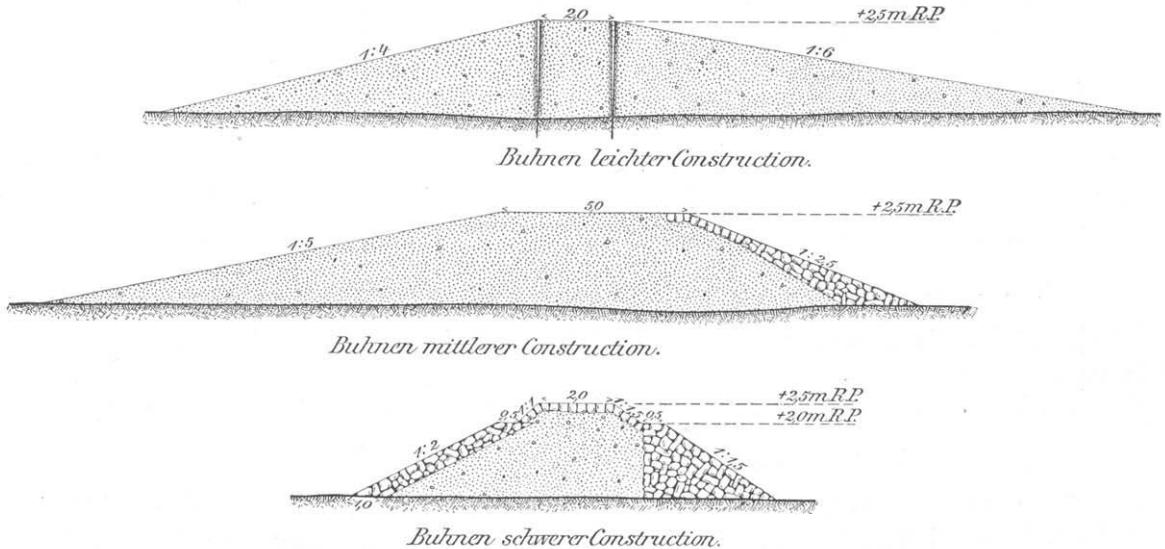 2,0
+2,5m R.P.
1:4
1:6
Buhnen leichter Construction.
5,0
+2,5m R.P.
1:5
1:2,5
Buhnen mittlerer Construction.
2,0
+2,5m R.P.
0,5
1:1
0,5
+2,0m R.P.
1:2
1:1,5
1,0
Buhnen schwerer Construction.